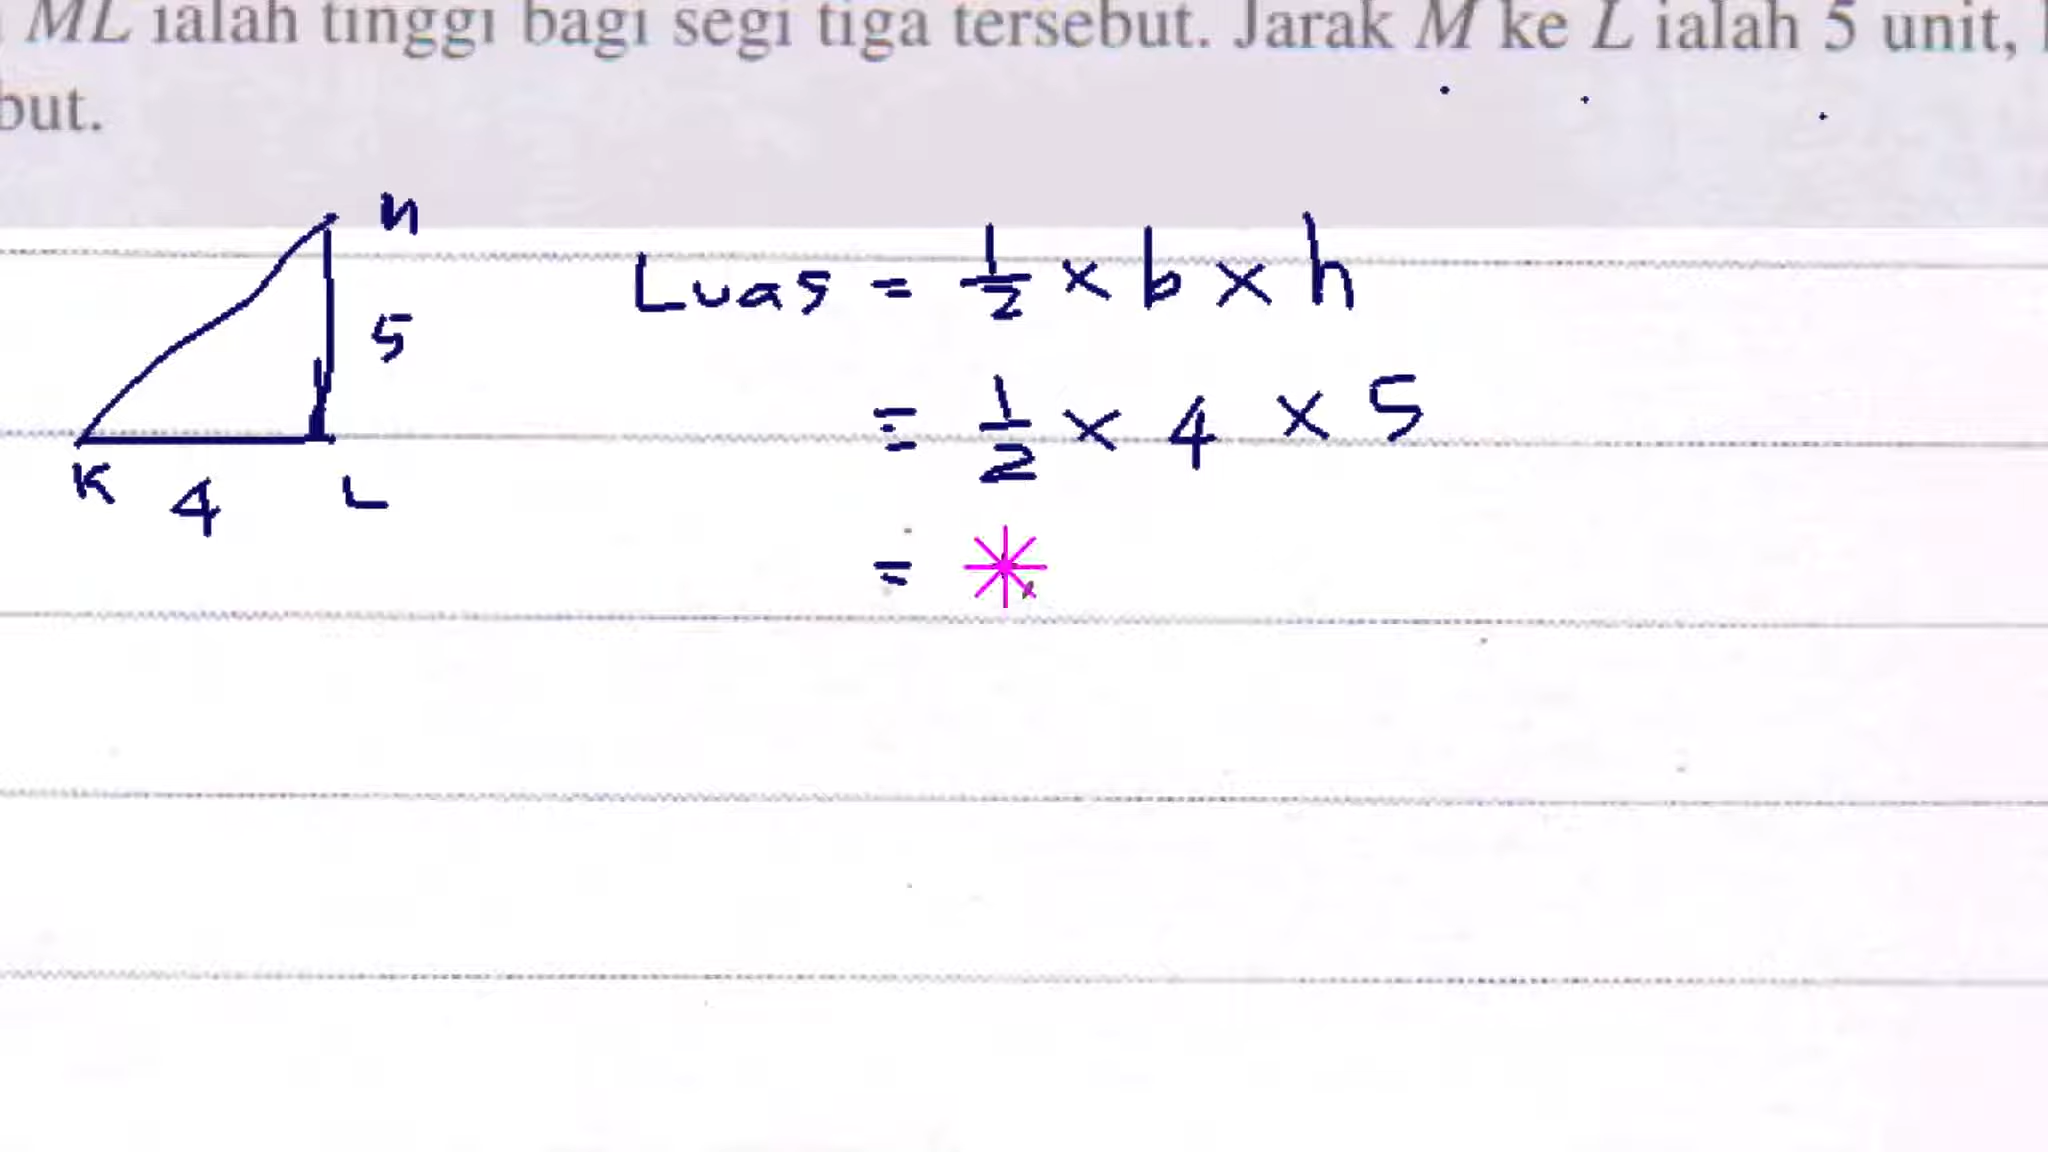 ML ialah tinggi bagi segi tiga tersebut. Jarak M ke L ialah 5 unit,
but.
M
5
K 4 L
Luas = 1/2 × b × h
= 1/2 × 4 × 5
=